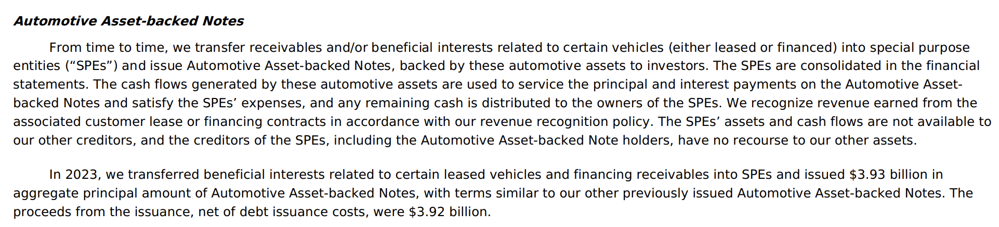 Automotive Asset-backed Notes
From time to time, we transfer receivables and/or beneficial interests related to certain vehicles (either leased or financed) into special purpose
entities (“SPEs”) and issue Automotive Asset-backed Notes, backed by these automotive assets to investors. The SPEs are consolidated in the financial
statements. The cash flows generated by these automotive assets are used to service the principal and interest payments on the Automotive Asset-
backed Notes and satisfy the SPEs’ expenses, and any remaining cash is distributed to the owners of the SPEs. We recognize revenue earned from the
associated customer lease or financing contracts in accordance with our revenue recognition policy. The SPEs’ assets and cash flows are not available to
our other creditors, and the creditors of the SPEs, including the Automotive Asset-backed Note holders, have no recourse to our other assets.
In 2023, we transferred beneficial interests related to certain leased vehicles and financing receivables into SPEs and issued $3.93 billion in
aggregate principal amount of Automotive Asset-backed Notes, with terms similar to our other previously issued Automotive Asset-backed Notes. The
proceeds from the issuance, net of debt issuance costs, were $3.92 billion.